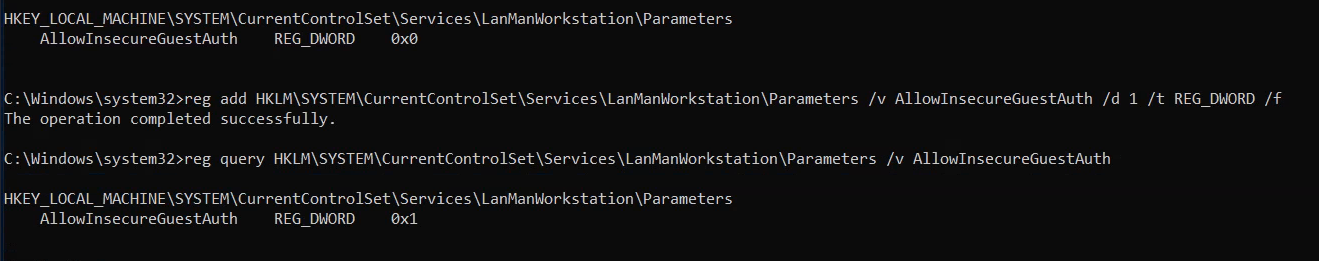 HKEY_LOCAL_MACHINE\SYSTEM\CurrentControlSet\Services\LanManWorkstation\Parameters
    AllowInsecureGuestAuth    REG_DWORD    0x0
C:\Windows\system32>reg add HKLM\SYSTEM\CurrentControlSet\Services\LanManWorkstation\Parameters /v AllowInsecureGuestAuth /d 1 /t REG_DWORD /f
The operation completed successfully.
C:\Windows\system32>reg query HKLM\SYSTEM\CurrentControlSet\Services\LanManWorkstation\Parameters /v AllowInsecureGuestAuth
HKEY_LOCAL_MACHINE\SYSTEM\CurrentControlSet\Services\LanManWorkstation\Parameters
    AllowInsecureGuestAuth    REG_DWORD    0x1